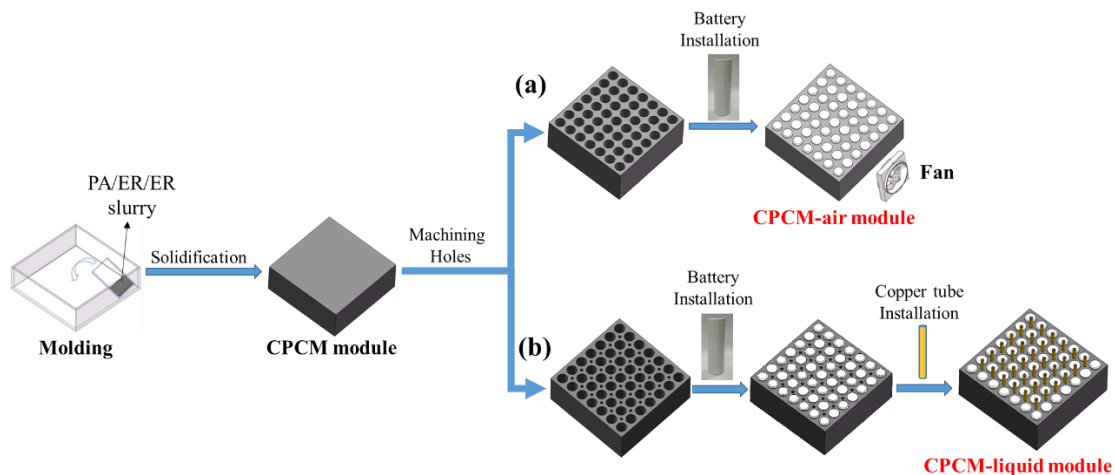 PA/ER/ER
slurry
Molding
Solidification
CPCM module
Machining
Holes
(a)
Battery
Installation
Fan
CPCM-air module
(b)
Battery
Installation
Copper tube
Installation
CPCM-liquid module